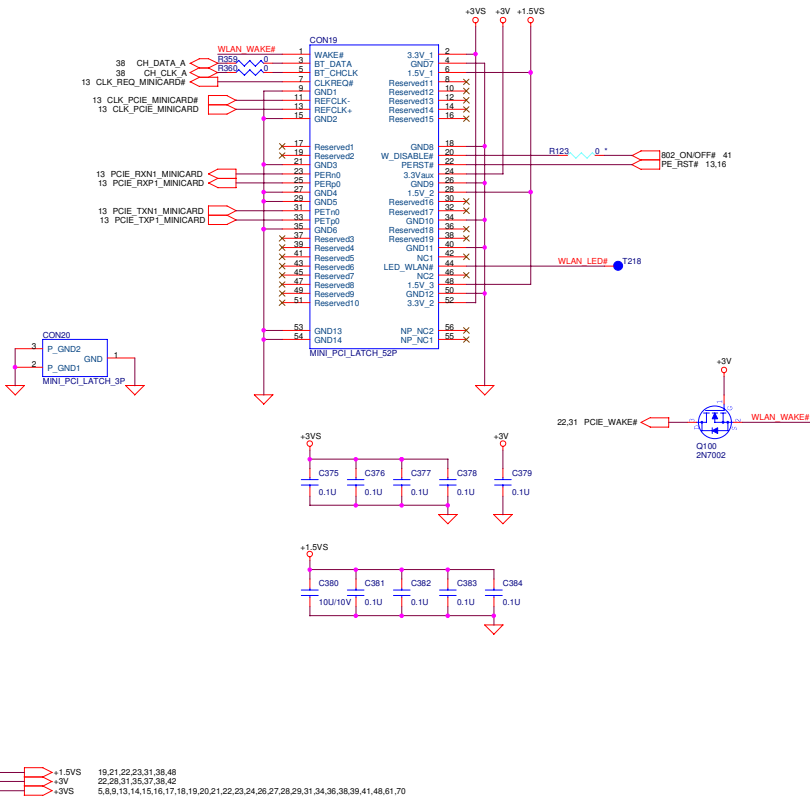 +3VS +3V +1.5VS
CON19
WLAN_WAKE# 1 WAKE# 3.3V_1 2
38 CH_DATA_A R359 0 3 BT_DATA GND7 4
38 CH_CLK_A R360 0 5 BT_CHCLK 1.5V_1 6
13 CLK_REQ_MINICARD# 7 CLKREQ# Reserved11 8
9 GND1 Reserved12 10
13 CLK_PCIE_MINICARD# 11 REFCLK- Reserved13 12
13 CLK_PCIE_MINICARD 13 REFCLK+ Reserved14 14
15 GND2 Reserved15 16
17 Reserved1 GND8 18
19 Reserved2 W_DISABLE# 20 R123 0 * 802_ON/OFF# 41
21 GND3 PERST# 22 PE_RST# 13,16
13 PCIE_RXN1_MINICARD 23 PERn0 3.3Vaux 24
13 PCIE_RXP1_MINICARD 25 PERp0 GND9 26
27 GND4 1.5V_2 28
29 GND5 Reserved16 30
13 PCIE_TXN1_MINICARD 31 PETn0 Reserved17 32
13 PCIE_TXP1_MINICARD 33 PETp0 GND10 34
35 GND6 Reserved18 36
37 Reserved3 Reserved19 38
39 Reserved4 GND11 40
41 Reserved5 NC1 42
43 Reserved6 LED_WLAN# 44 WLAN_LED# T218
45 Reserved7 NC2 46
47 Reserved8 1.5V_3 48
49 Reserved9 GND12 50
51 Reserved10 3.3V_2 52
53 GND13 NP_NC2 56
54 GND14 NP_NC1 55
MINI_PCI_LATCH_52P
CON20
3 P_GND2
GND 1
2 P_GND1
MINI_PCI_LATCH_3P
+3V
22,31 PCIE_WAKE# 3 D 1 G S 2 WLAN_WAKE#
Q100
2N7002
+3VS +3V
C375 C376 C377 C378 C379
0.1U 0.1U 0.1U 0.1U 0.1U
+1.5VS
C380 C381 C382 C383 C384
10U/10V 0.1U 0.1U 0.1U 0.1U
+1.5VS 19,21,22,23,31,38,48
+3V 22,28,31,35,37,38,42
+3VS 5,8,9,13,14,15,16,17,18,19,20,21,22,23,24,26,27,28,29,31,34,36,38,39,41,48,61,70